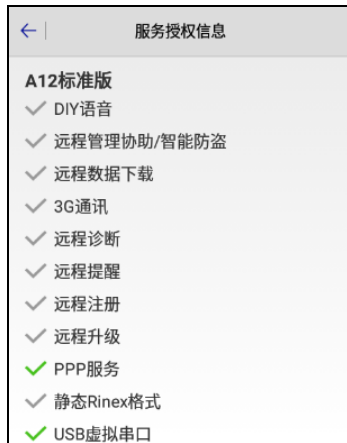 服务授权信息
A12标准版
DIY语音
远程管理协助/智能防盗
远程数据下载
3G通讯
远程诊断
远程提醒
远程注册
远程升级
PPP服务
静态Rinex格式
USB虚拟串口